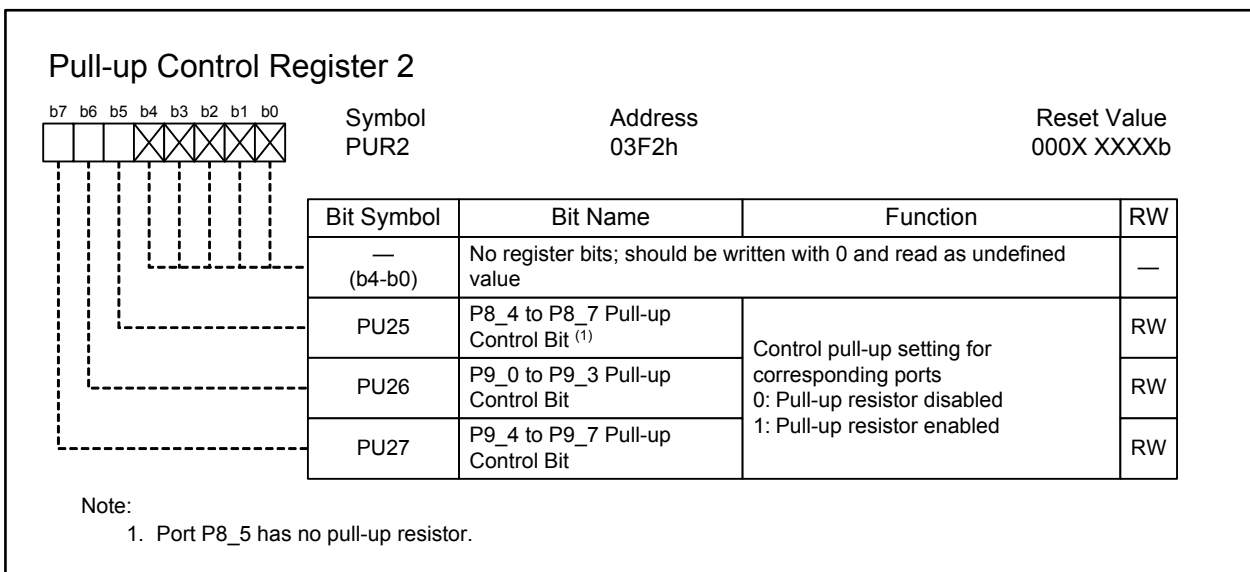 Pull-up Control Register 2
b7 b6 b5 b4 b3 b2 b1 b0
Symbol Address Reset Value
PUR2 03F2h 000X XXXXb
Bit Symbol Bit Name Function RW
—
(b4-b0)
No register bits; should be written with 0 and read as undefined
value
—
PU25
P8_4 to P8_7 Pull-up
Control Bit (1)
Control pull-up setting for
corresponding ports
0: Pull-up resistor disabled
1: Pull-up resistor enabled
RW
PU26
P9_0 to P9_3 Pull-up
Control Bit
RW
PU27
P9_4 to P9_7 Pull-up
Control Bit
RW
Note:
1. Port P8_5 has no pull-up resistor.